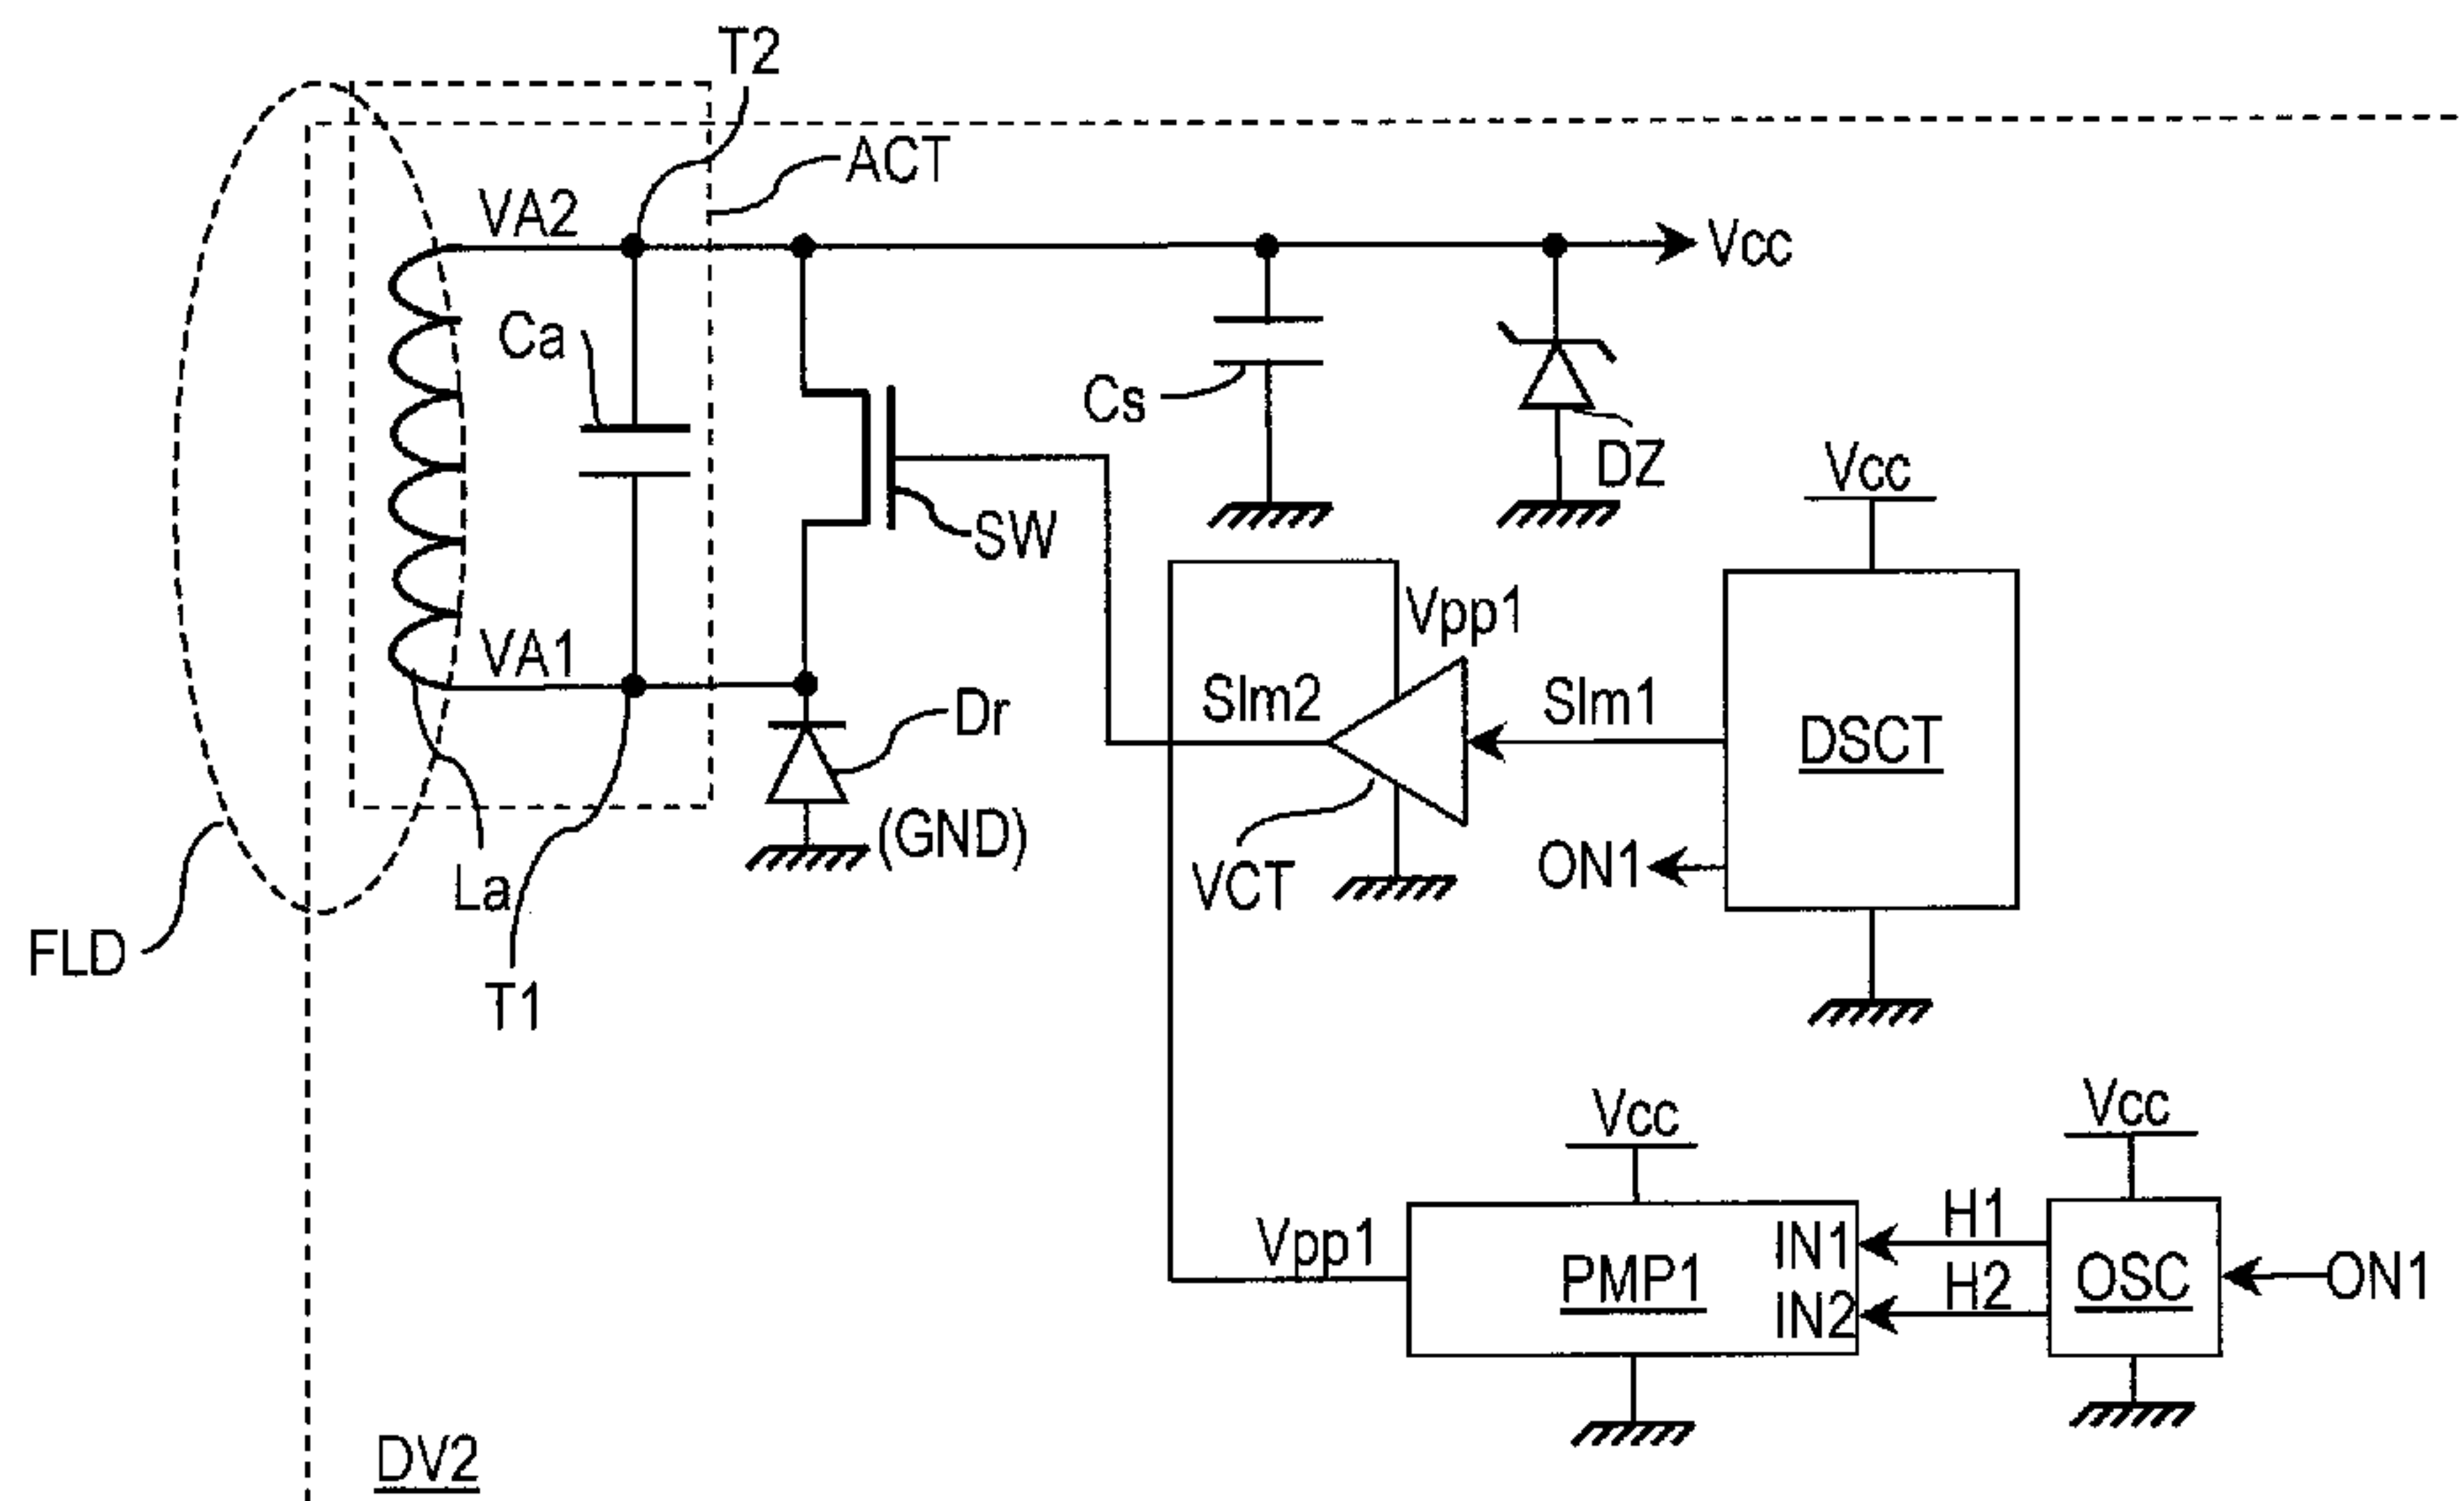 T2
ACT
VA2
Vcc
Ca
Cs
DZ
Vcc
SW
Vpp1
VA1
Slm2
Slm1
DSCT
Dr
(GND)
ON1
VCT
La
FLD
T1
Vcc
Vcc
Vpp1
PMP1
IN1
H1
IN2
H2
OSC
ON1
DV2